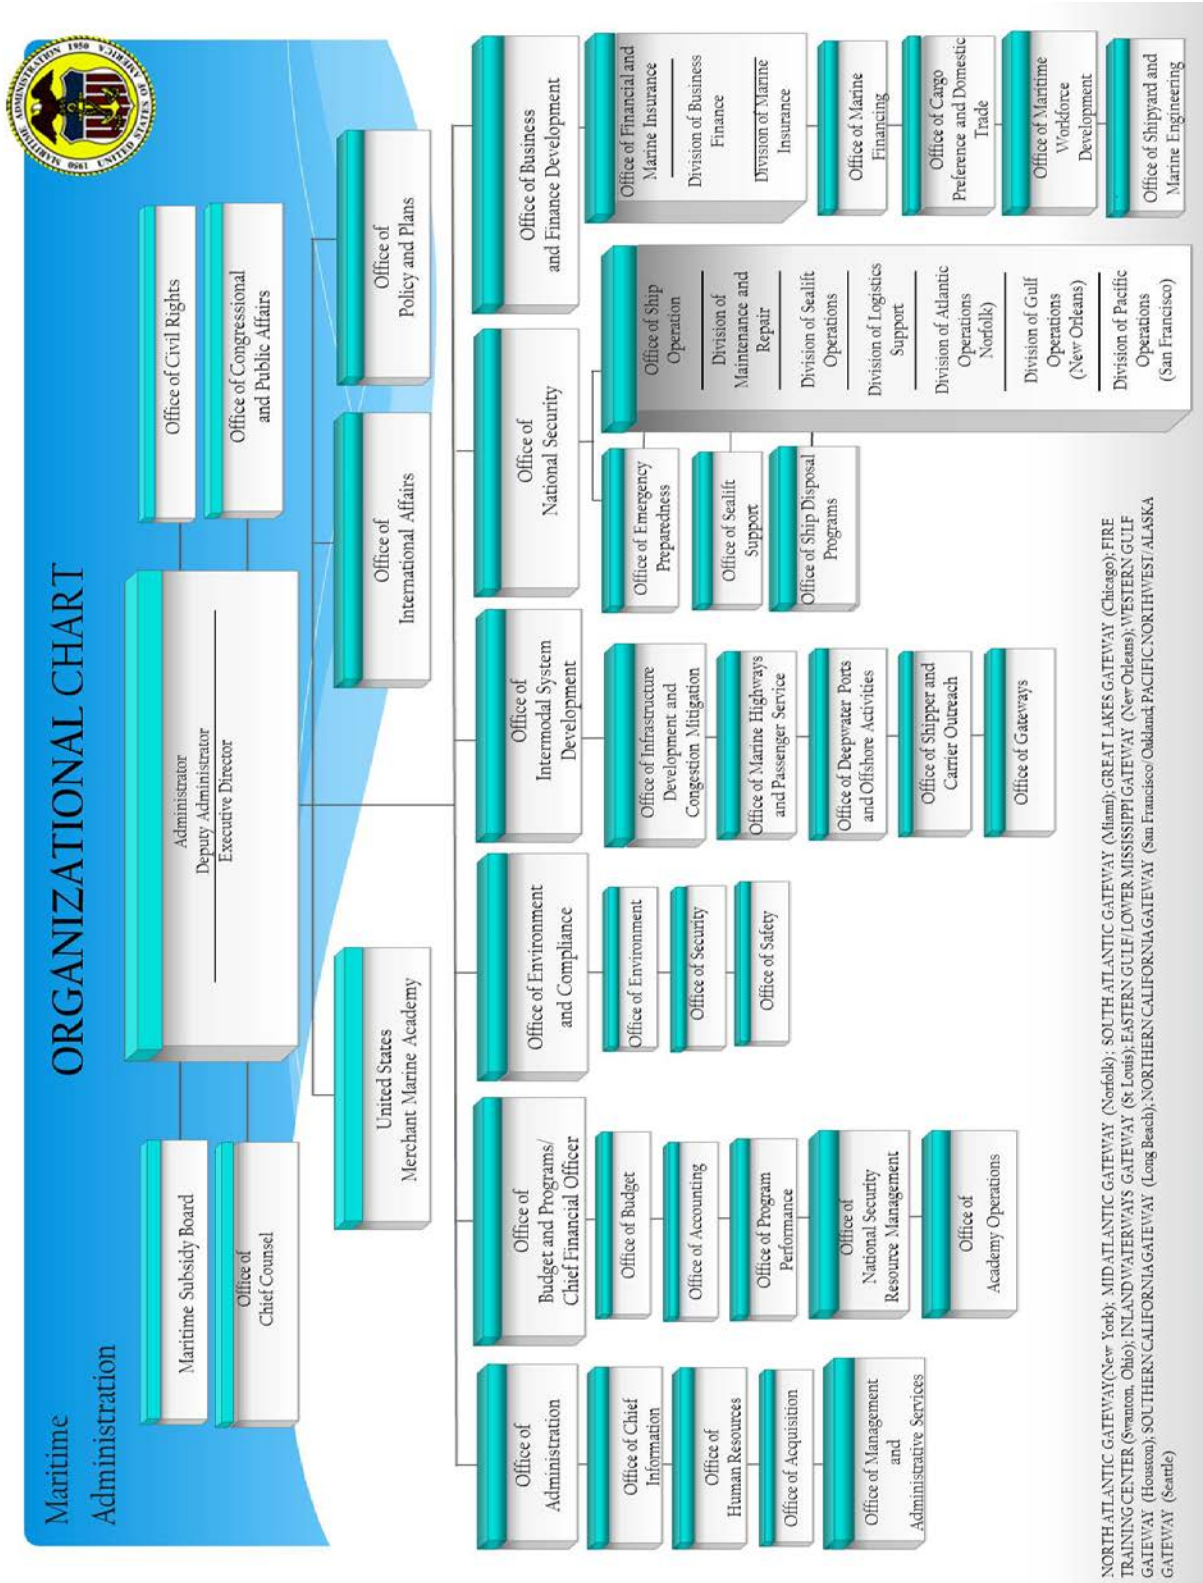 Maritime
Administration
ORGANIZATIONAL CHART
MARITIME ADMINISTRATION 1950
UNITED STATES OF AMERICA 1950
Maritime Subsidy Board
Office of
Chief Counsel
Administrator
Deputy Administrator
Executive Director
Office of Civil Rights
Office of Congressional
and Public Affairs
United States
Merchant Marine Academy
Office of
International Affairs
Office of
Policy and Plans
Office of
Administration
Office of Chief
Information
Office of
Human Resources
Office of Acquisition
Office of Management
and
Administrative Services
Office of
Budget and Programs/
Chief Financial Officer
Office of Budget
Office of Accounting
Office of Program
Performance
Office of
National Security
Resource Management
Office of
Academy Operations
Office of Environment
and Compliance
Office of Environment
Office of Security
Office of Safety
Office of
Intermodal System
Development
Office of Infrastructure
Development and
Congestion Mitigation
Office of Marine Highways
and Passenger Service
Office of Deepwater Ports
and Offshore Activities
Office of Shipper and
Carrier Outreach
Office of Gateways
Office of
National Security
Office of Emergency
Preparedness
Office of Sealift
Support
Office of Ship Disposal
Programs
Office of Ship
Operation
Division of
Maintenance and
Repair
Division of Sealift
Operations
Division of Logistics
Support
Division of Atlantic
Operations
Norfolk)
Division of Gulf
Operations
(New Orleans)
Division of Pacific
Operations
(San Francisco)
Office of Business
and Finance Development
Office of Financial and
Marine Insurance
Division of Business
Finance
Division of Marine
Insurance
Office of Marine
Financing
Office of Cargo
Preference and Domestic
Trade
Office of Maritime
Workforce
Development
Office of Shipyard and
Marine Engineering
NORTH ATLANTIC GATEWAY(New York); MID ATLANTIC GATEWAY (Norfolk); SOUTH ATLANTIC GATEWAY (Miami); GREAT LAKES GATEWAY (Chicago); FIRE
TRAINING CENTER (Swanton, Ohio); INLAND WATERWAYS GATEWAY (St Louis); EASTERN GULF/LOWER MISSISSIPPI GATEWAY (New Orleans); WESTERN GULF
GATEWAY (Houston); SOUTHERN CALIFORNIA GATEWAY (Long Beach); NORTHERN CALIFORNIA GATEWAY (San Francisco/Oakland; PACIFIC NORTHWEST/ALASKA
GATEWAY (Seattle)